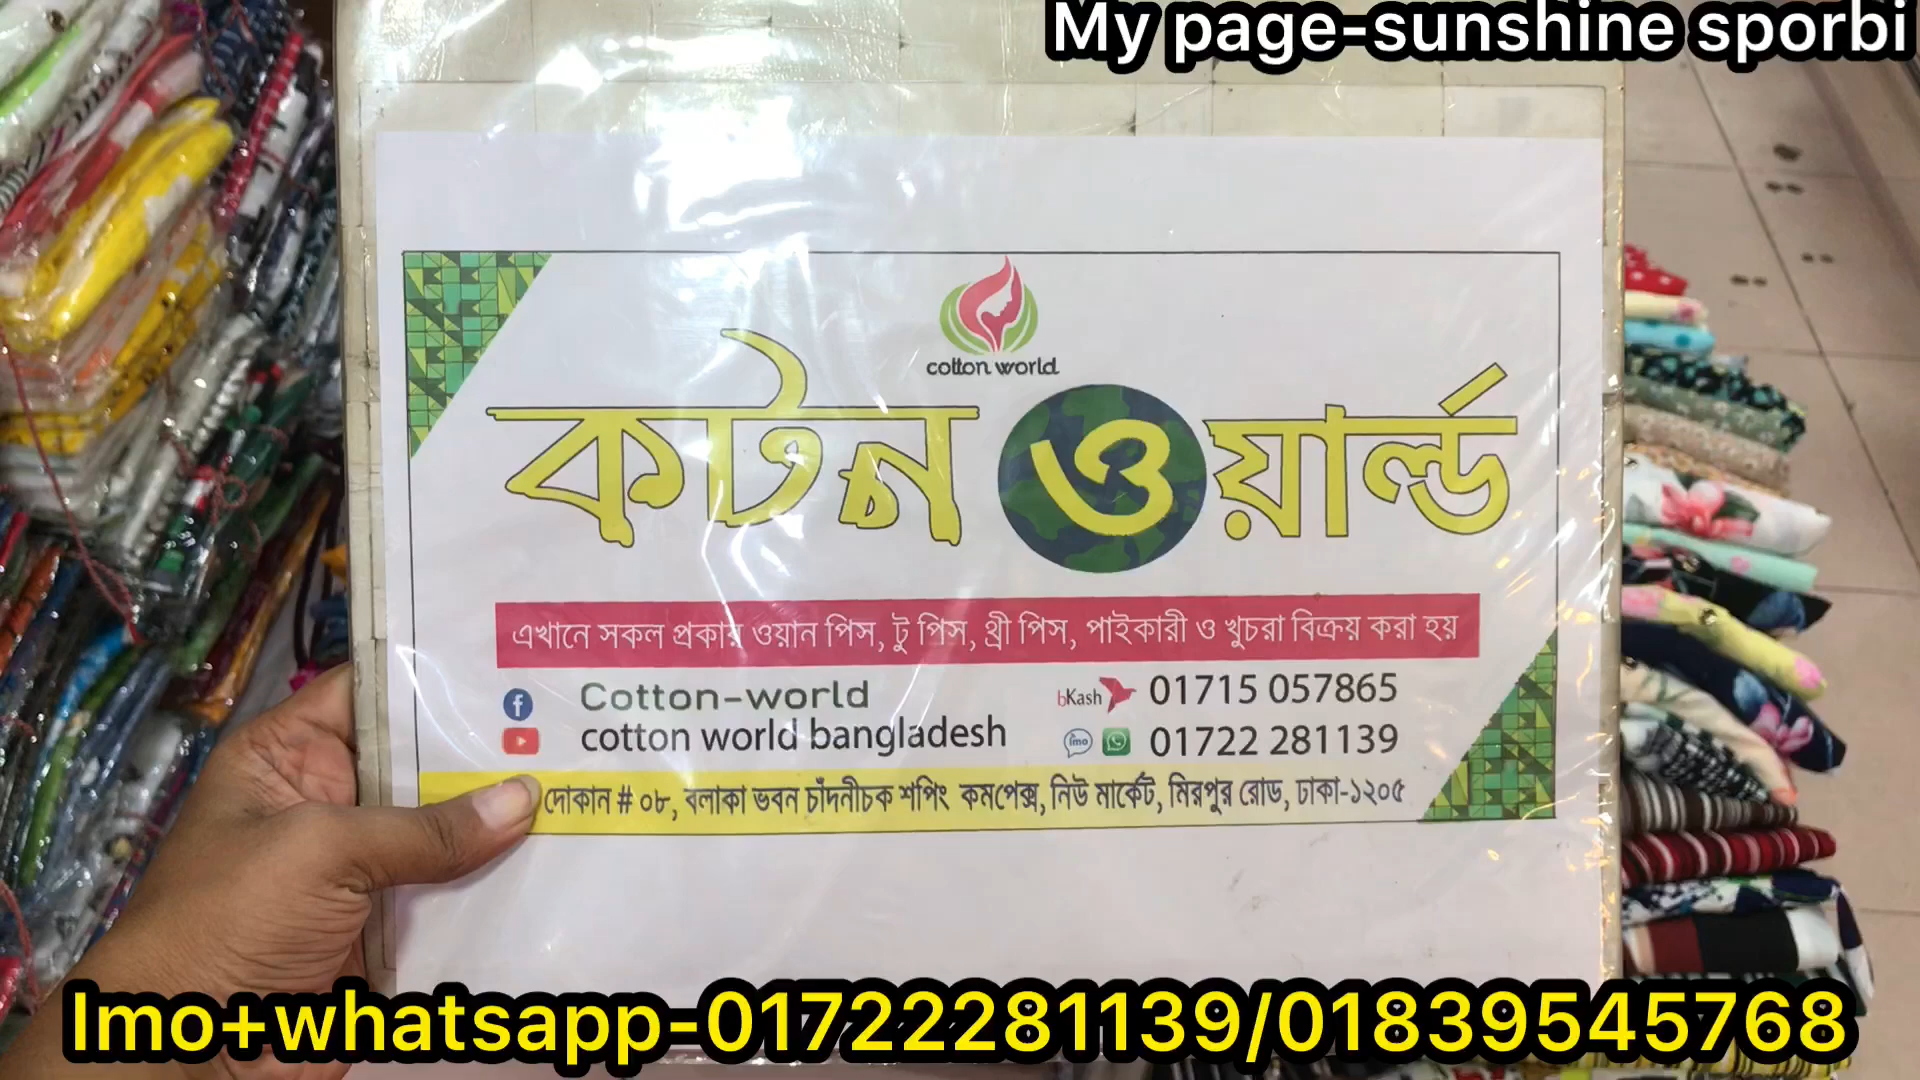 My page-sunshine sporbi
cotton world
কটন ওয়ার্ল্ড
এখানে সকল প্রকার ওয়ান পিস, টু পিস, থ্রী পিস, পাইকারী ও খুচরা বিক্রয় করা হয়
Cotton-world
cotton world bangladesh
bKash 01715 057865
imo 01722 281139
দোকান # ০৮, বলাকা ভবন চাঁদনীচক শপিং কমপেক্স, নিউ মার্কেট, মিরপুর রোড, ঢাকা-১২০৫
Imo+whatsapp-01722281139/01839545768